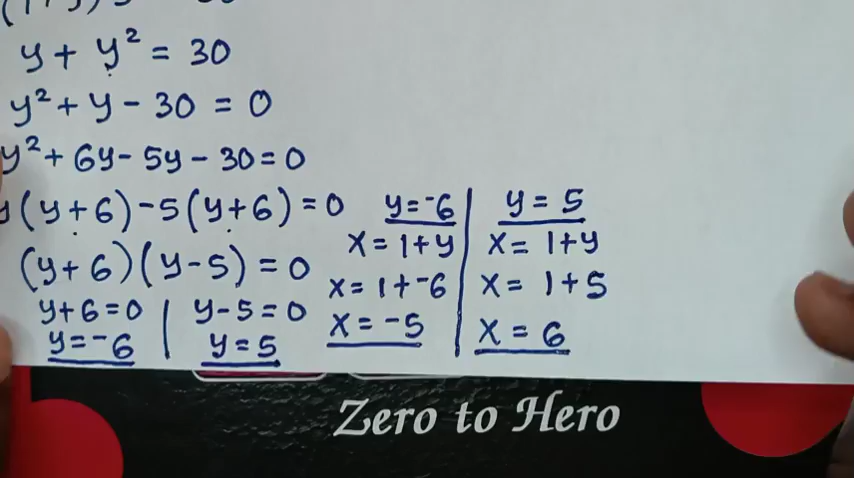 y + y² = 30
y² + y - 30 = 0
y² + 6y - 5y - 30 = 0
y(y+6) - 5(y+6) = 0
(y+6)(y-5) = 0
y+6=0 | y-5=0
y=-6 | y=5
y=-6 | y=5
x=1+y | x=1+y
x=1+-6 | x=1+5
x=-5 | x=6
Zero to Hero